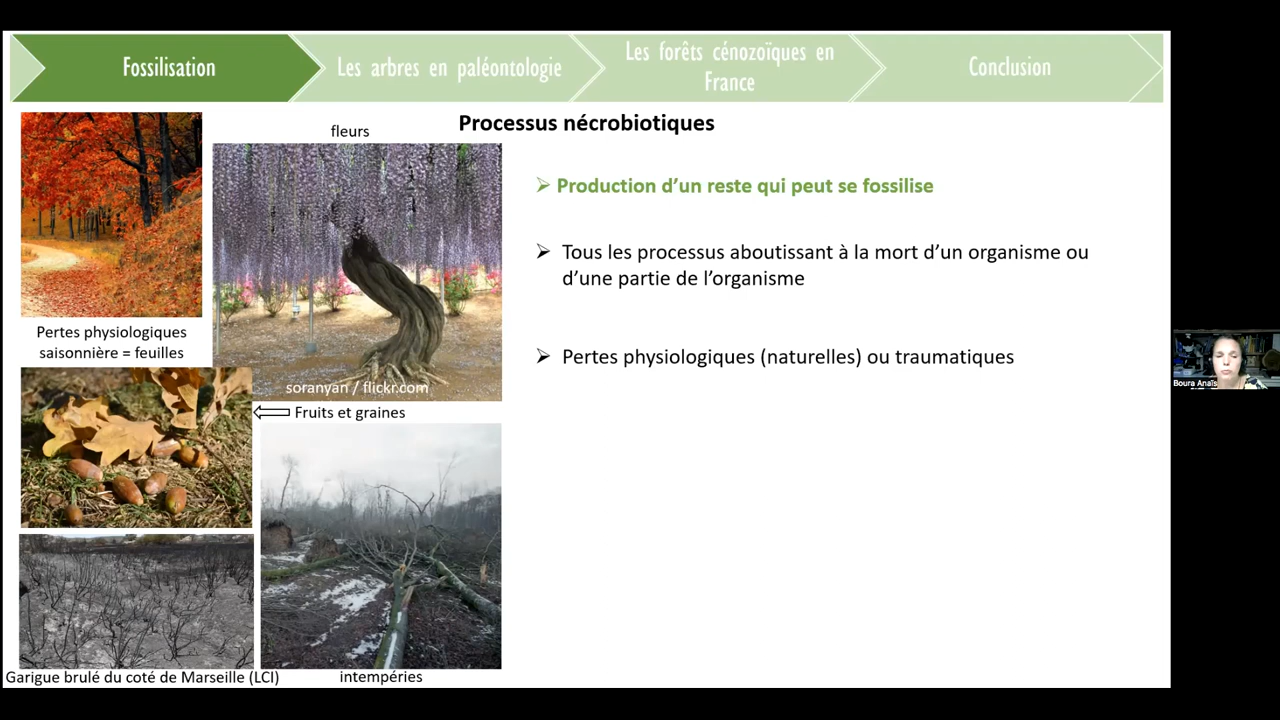 Fossilisation
Les arbres en paléontologie
Les forêts cénozoïques en
France
Conclusion
Processus nécrobiotiques
fleurs
Production d’un reste qui peut se fossilise
Tous les processus aboutissant à la mort d’un organisme ou
d’une partie de l’organisme
Pertes physiologiques (naturelles) ou traumatiques
Pertes physiologiques
saisonnière = feuilles
soranyan / flickr.com
Fruits et graines
Garigue brulé du coté de Marseille (LCI)
intempéries
Boura Anaïs